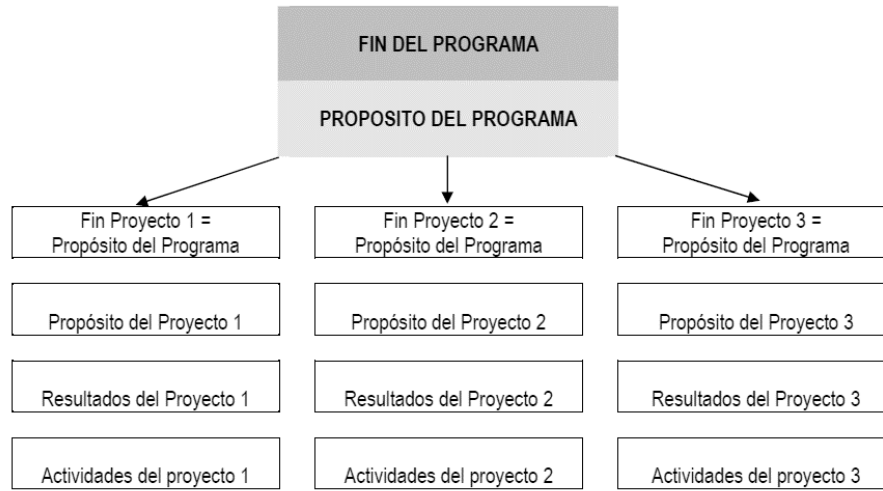 FIN DEL PROGRAMA
PROPOSITO DEL PROGRAMA
Fin Proyecto 1 =
Propósito del Programa
Fin Proyecto 2 =
Propósito del Programa
Fin Proyecto 3 =
Propósito del Programa
Propósito del Proyecto 1
Propósito del Proyecto 2
Propósito del Proyecto 3
Resultados del Proyecto 1
Resultados del Proyecto 2
Resultados del Proyecto 3
Actividades del proyecto 1
Actividades del proyecto 2
Actividades del proyecto 3